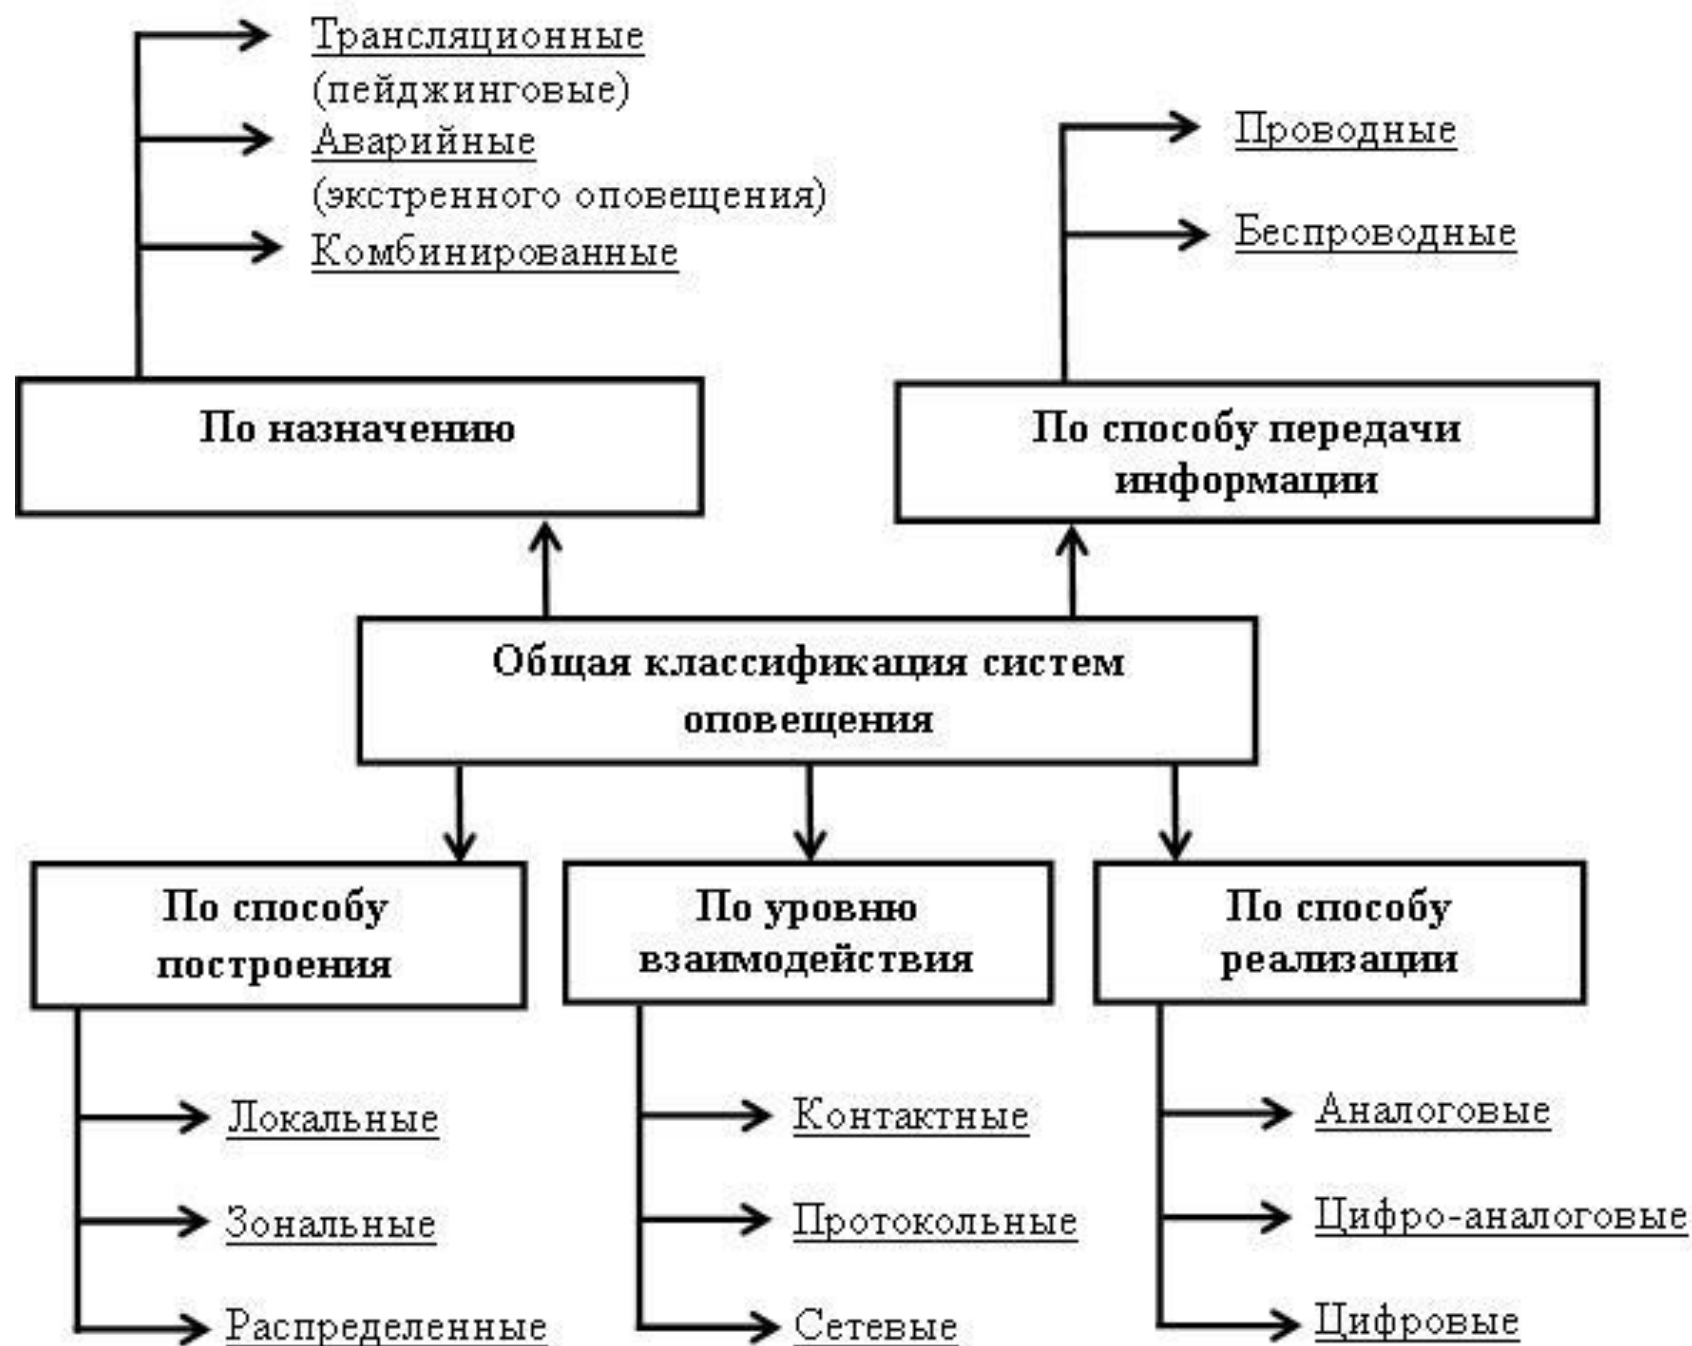 Трансляционные
(пейджинговые)
Аварийные
(экстренного оповещения)
Комбинированные
Проводные
Беспроводные
По назначению
По способу передачи
информации
Общая классификация систем
оповещения
По способу
построения
По уровню
взаимодействия
По способу
реализации
Локальные
Зональные
Распределенные
Контактные
Протокольные
Сетевые
Аналоговые
Цифро-аналоговые
Цифровые